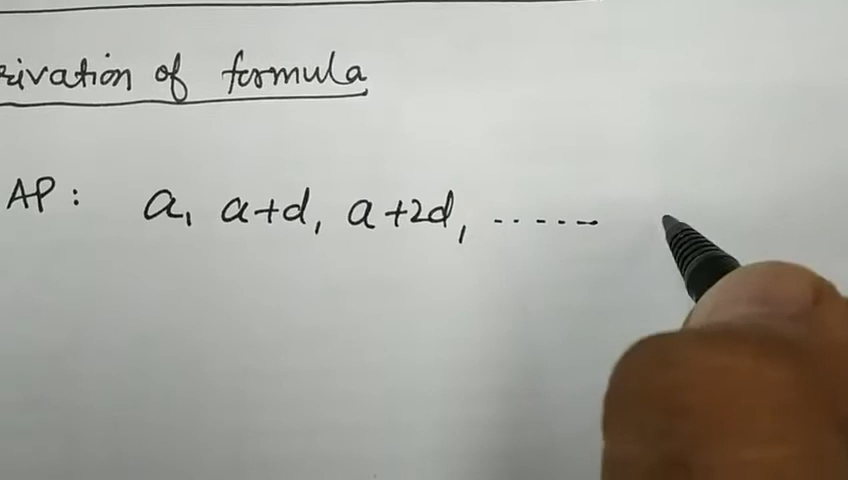 rivation of formula
AP: a, a+d, a+2d, ......